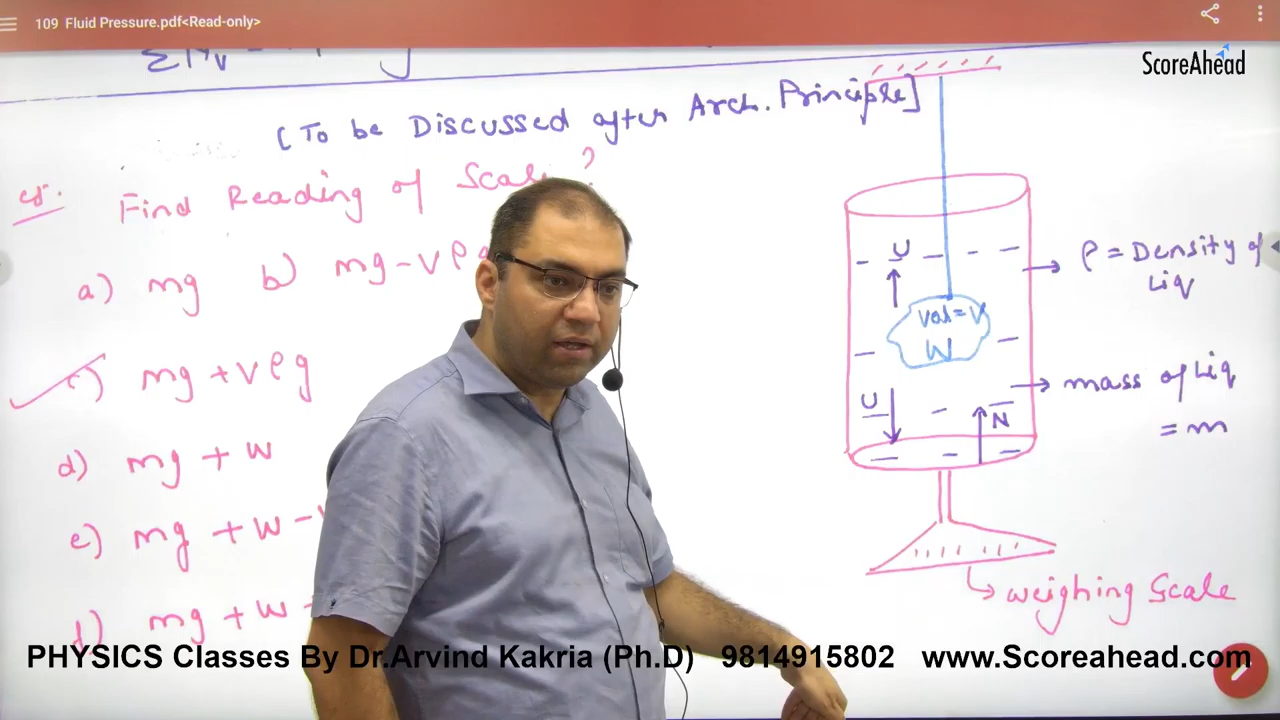 109 Fluid Pressure.pdf<Read-only>
ScoreAhead
[To be Discussed after Arch. Principle]
ex. Find Reading of Scale?
a) mg b) mg - Vρg
c) mg + Vρg
d) mg + W
e) mg + W -
d) mg + W
U
Vol = V
W
U
N
ρ = Density of
Liq
mass of Liq
= m
weighing Scale
PHYSICS Classes By Dr.Arvind Kakria (Ph.D) 9814915802 www.Scoreahead.com